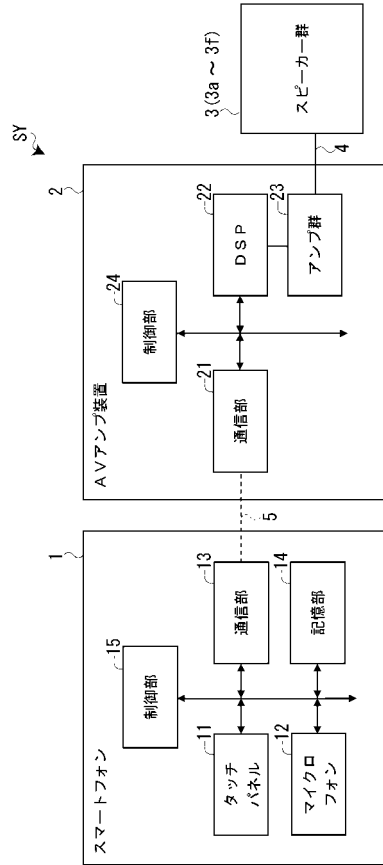 SY
1
スマートフォン
15
制御部
11
タッチ
パネル
13
通信部
12
マイクロ
フォン
14
記憶部
5
2
AVアンプ装置
24
制御部
21
通信部
22
DSP
23
アンプ群
4
3 (3a ~ 3f)
スピーカー群